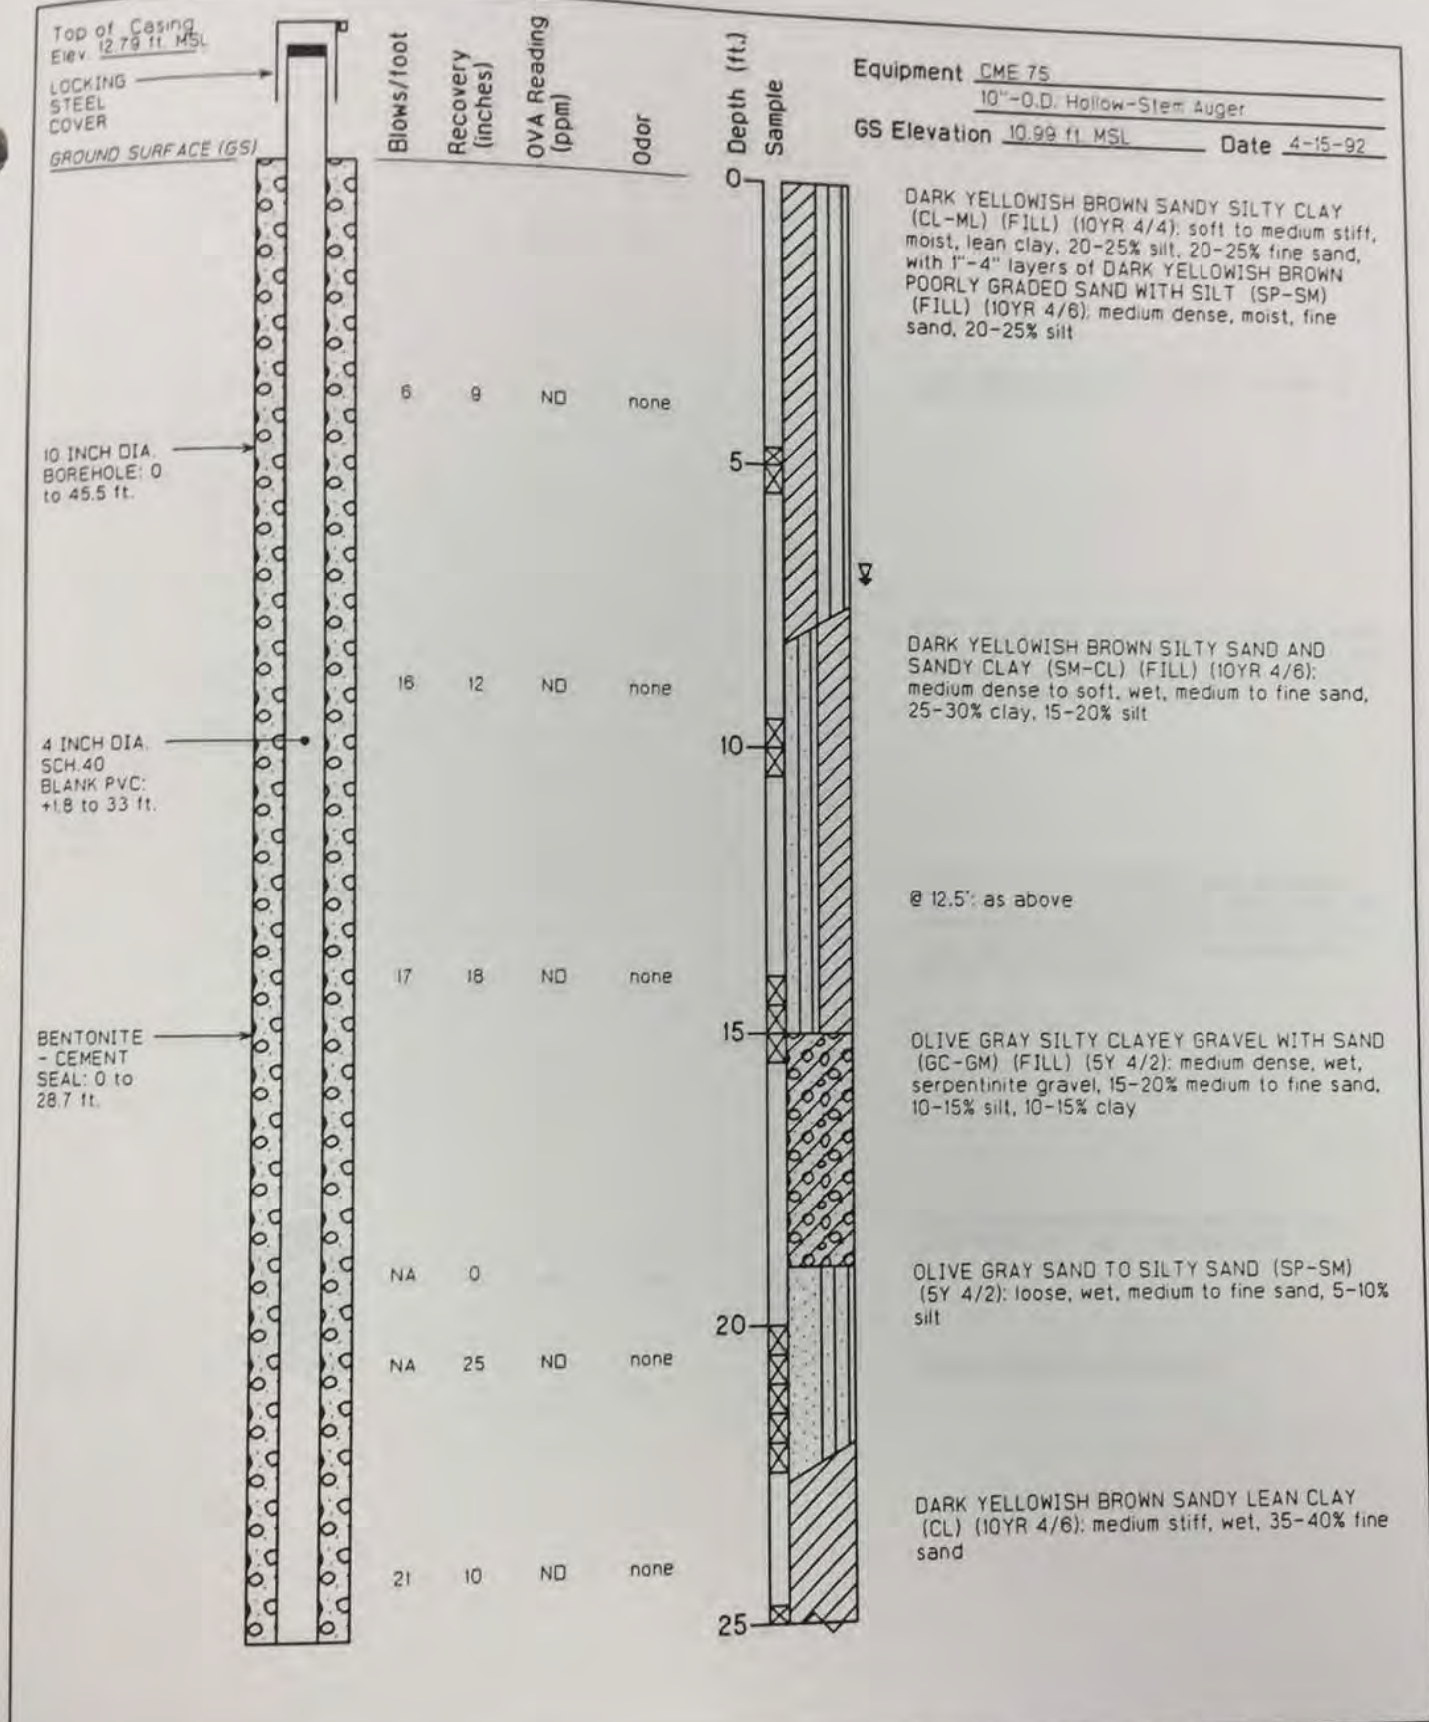 Top of Casing
Elev. 12.79 ft. MSL
LOCKING
STEEL
COVER
GROUND SURFACE (GS)
Blows/foot
Recovery
(inches)
OVA Reading
(ppm)
Odor
Depth (ft.)
Sample
Equipment CME 75
10"-O.D. Hollow-Stem Auger
GS Elevation 10.99 ft. MSL Date 4-15-92
0
DARK YELLOWISH BROWN SANDY SILTY CLAY
(CL-ML) (FILL) (10YR 4/4): soft to medium stiff,
moist, lean clay, 20-25% silt, 20-25% fine sand,
with 1"-4" layers of DARK YELLOWISH BROWN
POORLY GRADED SAND WITH SILT (SP-SM)
(FILL) (10YR 4/6): medium dense, moist, fine
sand, 20-25% silt
6 9 ND none
10 INCH DIA.
BOREHOLE: 0
to 45.5 ft.
5
DARK YELLOWISH BROWN SILTY SAND AND
SANDY CLAY (SM-CL) (FILL) (10YR 4/6):
medium dense to soft, wet, medium to fine sand,
25-30% clay, 15-20% silt
16 12 ND none
4 INCH DIA.
SCH.40
BLANK PVC:
+1.8 to 33 ft.
10
@ 12.5': as above
17 18 ND none
BENTONITE
- CEMENT
SEAL: 0 to
28.7 ft.
15
OLIVE GRAY SILTY CLAYEY GRAVEL WITH SAND
(GC-GM) (FILL) (5Y 4/2): medium dense, wet,
serpentinite gravel, 15-20% medium to fine sand,
10-15% silt, 10-15% clay
NA 0
OLIVE GRAY SAND TO SILTY SAND (SP-SM)
(5Y 4/2): loose, wet, medium to fine sand, 5-10%
silt
20
NA 25 ND none
DARK YELLOWISH BROWN SANDY LEAN CLAY
(CL) (10YR 4/6): medium stiff, wet, 35-40% fine
sand
21 10 ND none
25